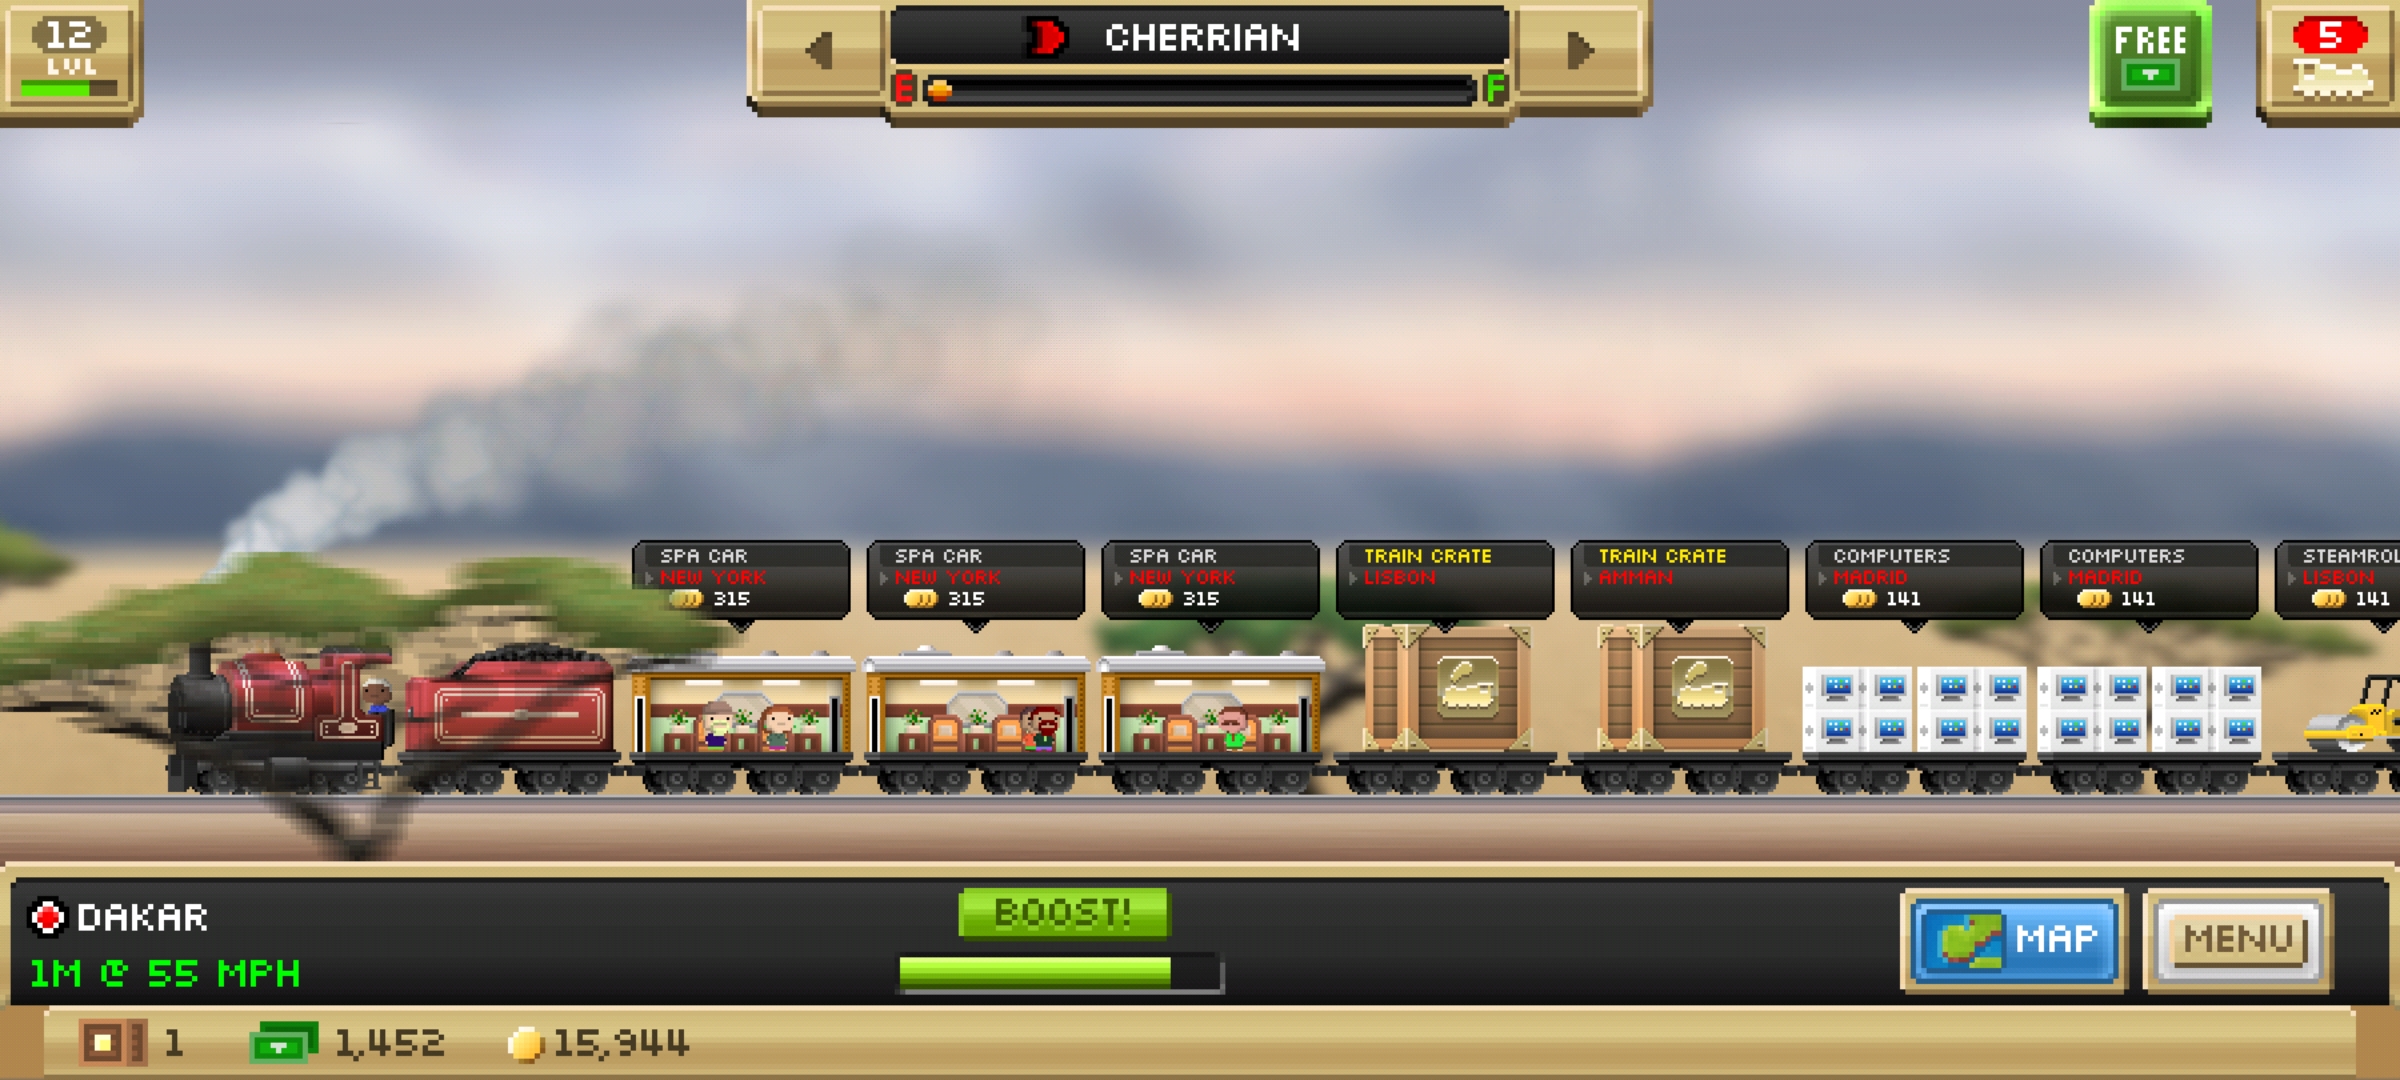 12
LVL
CHERRIAN
E
F
FREE
5
SPA CAR
NEW YORK
315
SPA CAR
NEW YORK
315
SPA CAR
NEW YORK
315
TRAIN CRATE
LISBON
TRAIN CRATE
AMMAN
COMPUTERS
MADRID
141
COMPUTERS
MADRID
141
STEAMROL
LISBON
141
DAKAR
1M @ 55 MPH
BOOST!
MAP
MENU
1
1,452
15,944